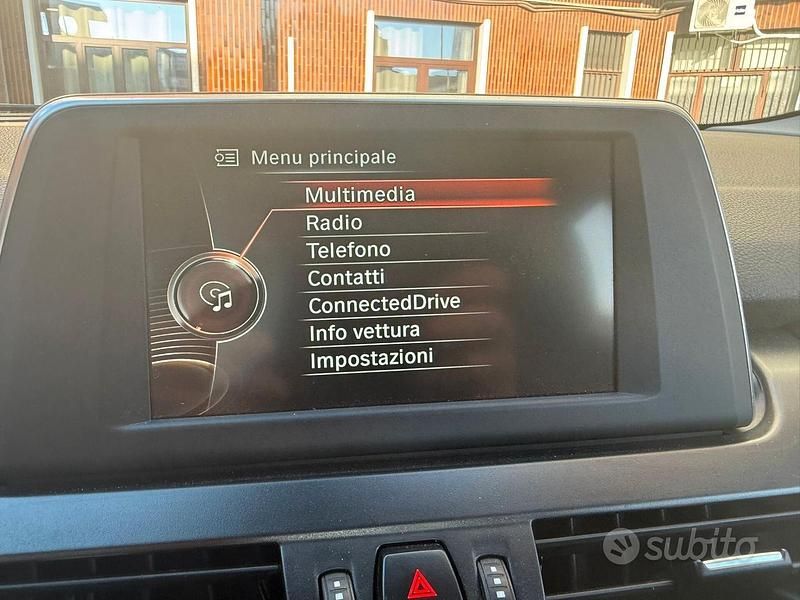 Menu principale
Multimedia
Radio
Telefono
Contatti
ConnectedDrive
Info vettura
Impostazioni
subito